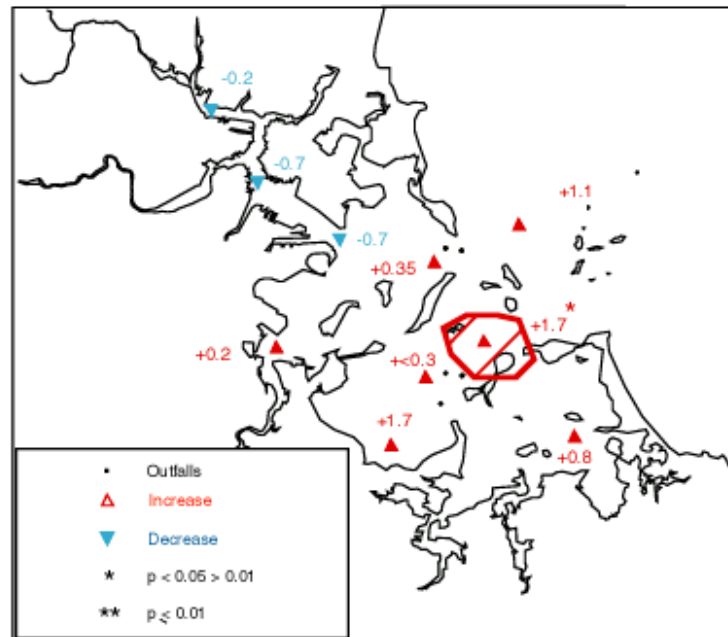 -0.2
-0.7
+1.1
-0.7
+0.35
*
+1.7
+0.2
+<0.3
+1.7
+0.8
Outfalls
Increase
Decrease
* p < 0.05 > 0.01
** p ≤ 0.01